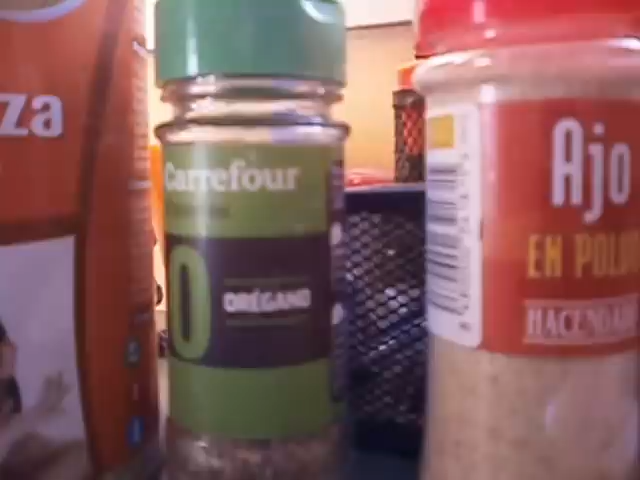 za
Carrefour
O
ORÉGANO
Ajo
EN POLVO
HACENDADO